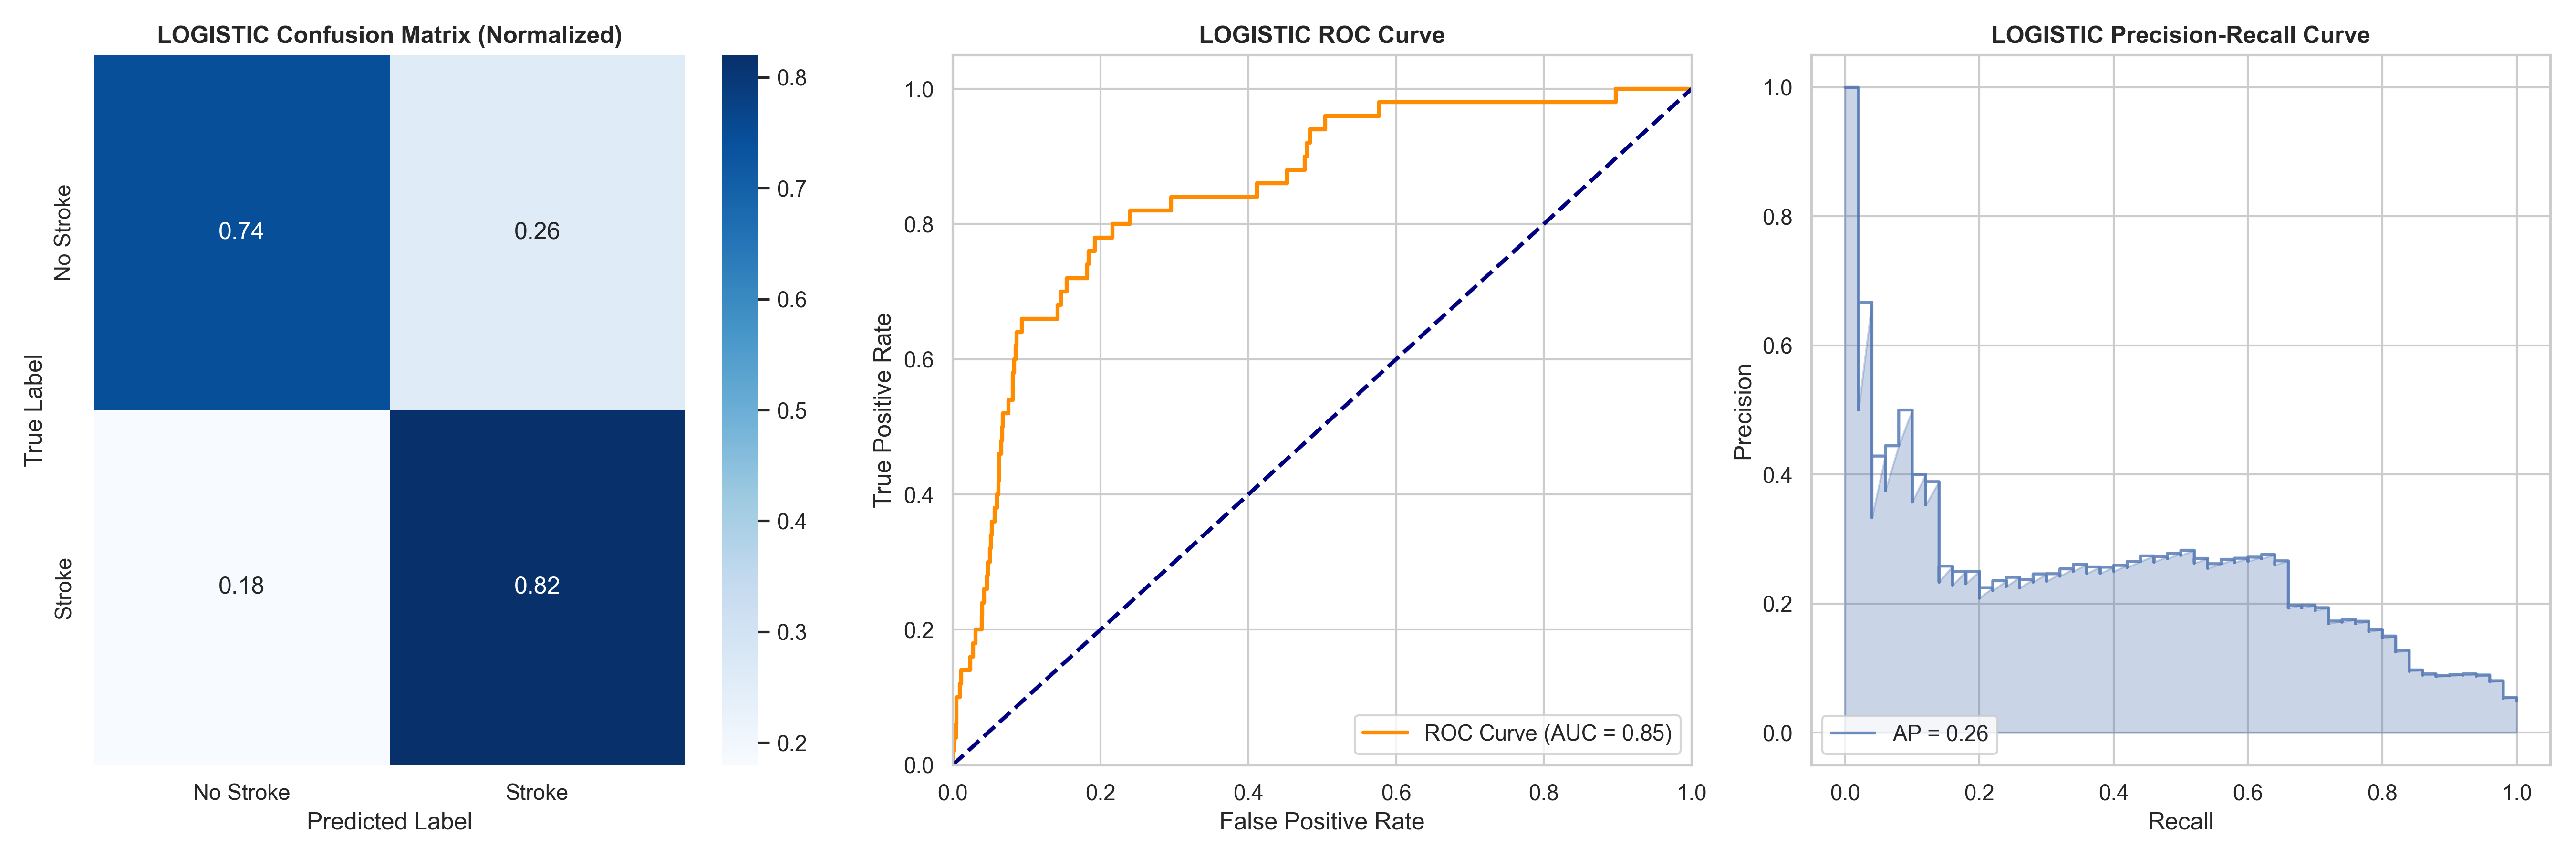 LOGISTIC Confusion Matrix (Normalized)
True Label
No Stroke
Stroke
0.74
0.26
0.18
0.82
No Stroke
Stroke
Predicted Label
0.8
0.7
0.6
0.5
0.4
0.3
0.2
LOGISTIC ROC Curve
True Positive Rate
1.0
0.8
0.6
0.4
0.2
0.0
ROC Curve (AUC = 0.85)
0.0
0.2
0.4
0.6
0.8
1.0
False Positive Rate
LOGISTIC Precision-Recall Curve
Precision
1.0
0.8
0.6
0.4
0.2
0.0
AP = 0.26
0.0
0.2
0.4
0.6
0.8
1.0
Recall